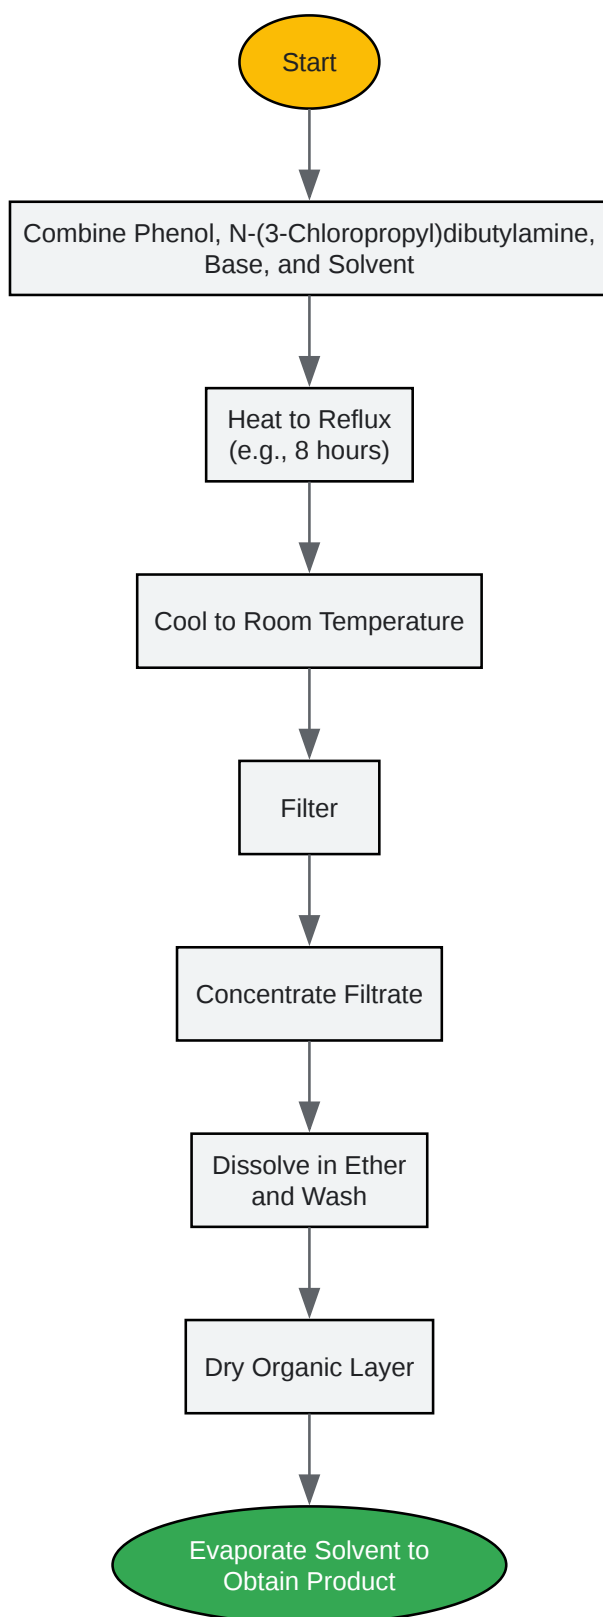 Start
Combine Phenol, N-(3-Chloropropyl)dibutylamine,
Base, and Solvent
Heat to Reflux
(e.g., 8 hours)
Cool to Room Temperature
Filter
Concentrate Filtrate
Dissolve in Ether
and Wash
Dry Organic Layer
Evaporate Solvent to
Obtain Product